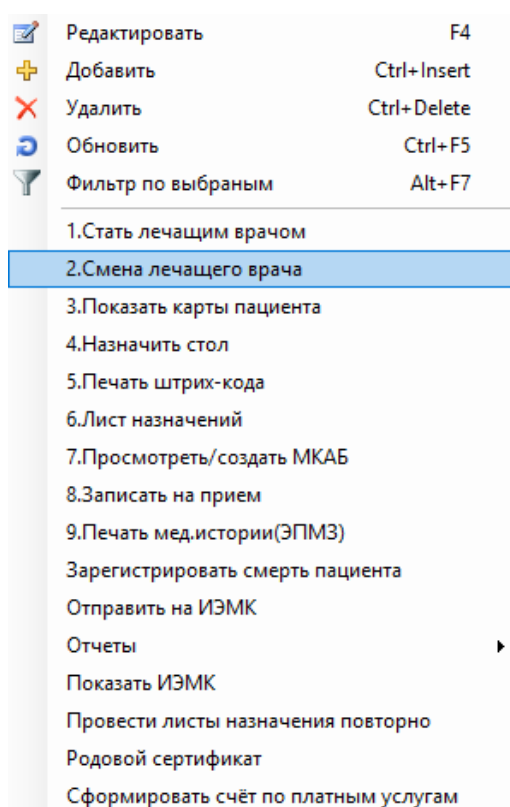 Редактировать F4
Добавить Ctrl+Insert
Удалить Ctrl+Delete
Обновить Ctrl+F5
Фильтр по выбраным Alt+F7
1.Стать лечащим врачом
2.Смена лечащего врача
3.Показать карты пациента
4.Назначить стол
5.Печать штрих-кода
6.Лист назначений
7.Просмотреть/создать МКАБ
8.Записать на прием
9.Печать мед.истории(ЭПМЗ)
Зарегистрировать смерть пациента
Отправить на ИЭМК
Отчеты
Показать ИЭМК
Провести листы назначения повторно
Родовой сертификат
Сформировать счёт по платным услугам